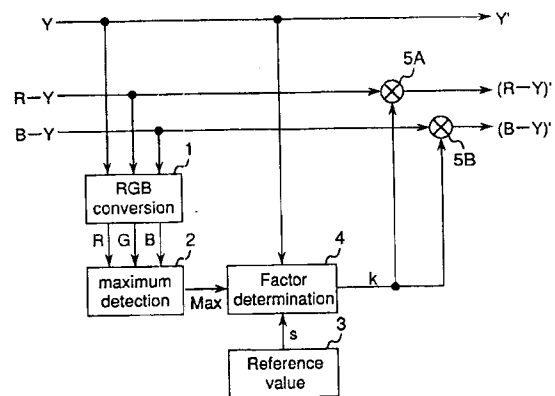 Y Y'
5A
R–Y (R–Y)'
B–Y (B–Y)'
5B
1
RGB
conversion
R G B 2
4
maximum
detection
Max
Factor
determination
k
s
3
Reference
value